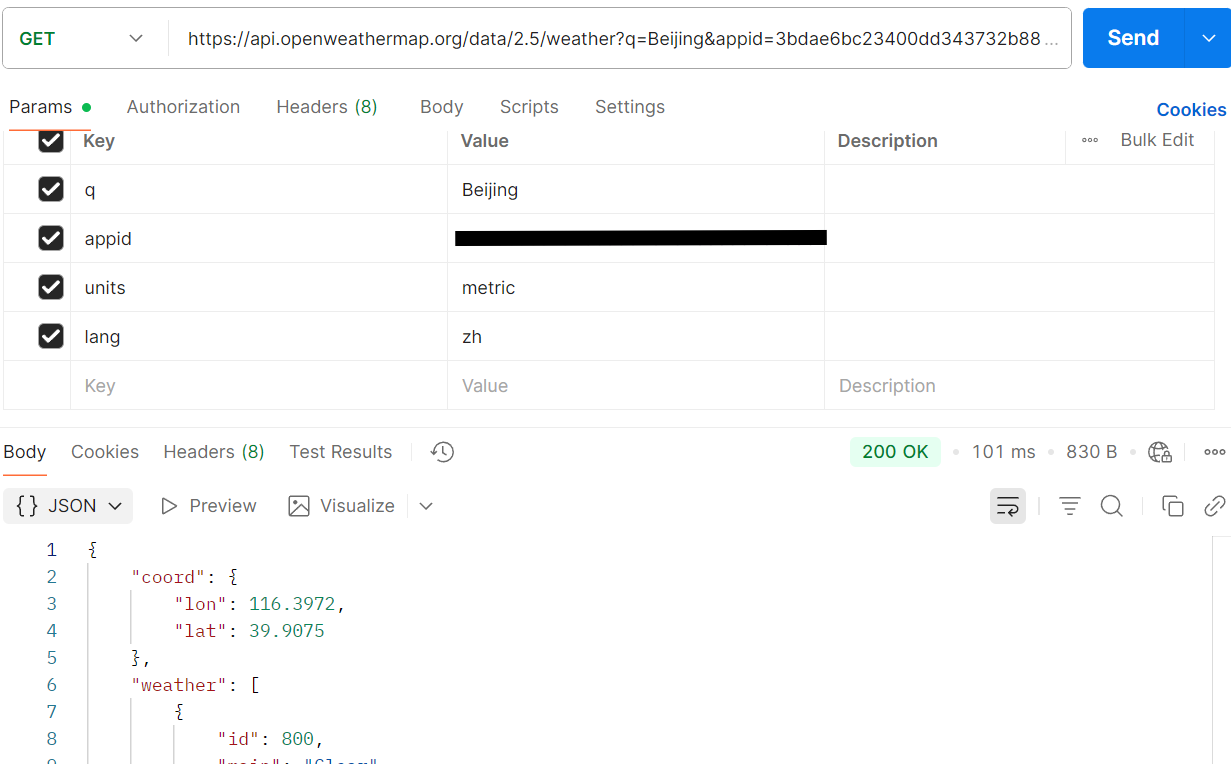 GET https://api.openweathermap.org/data/2.5/weather?q=Beijing&appid=3bdae6bc23400dd343732b88 ... Send
Params Authorization Headers (8) Body Scripts Settings Cookies
Key Value Description Bulk Edit
q Beijing
appid
units metric
lang zh
Key Value Description
Body Cookies Headers (8) Test Results 200 OK 101 ms 830 B
{} JSON Preview Visualize
1 {
2 "coord": {
3 "lon": 116.3972,
4 "lat": 39.9075
5 },
6 "weather": [
7 {
8 "id": 800,